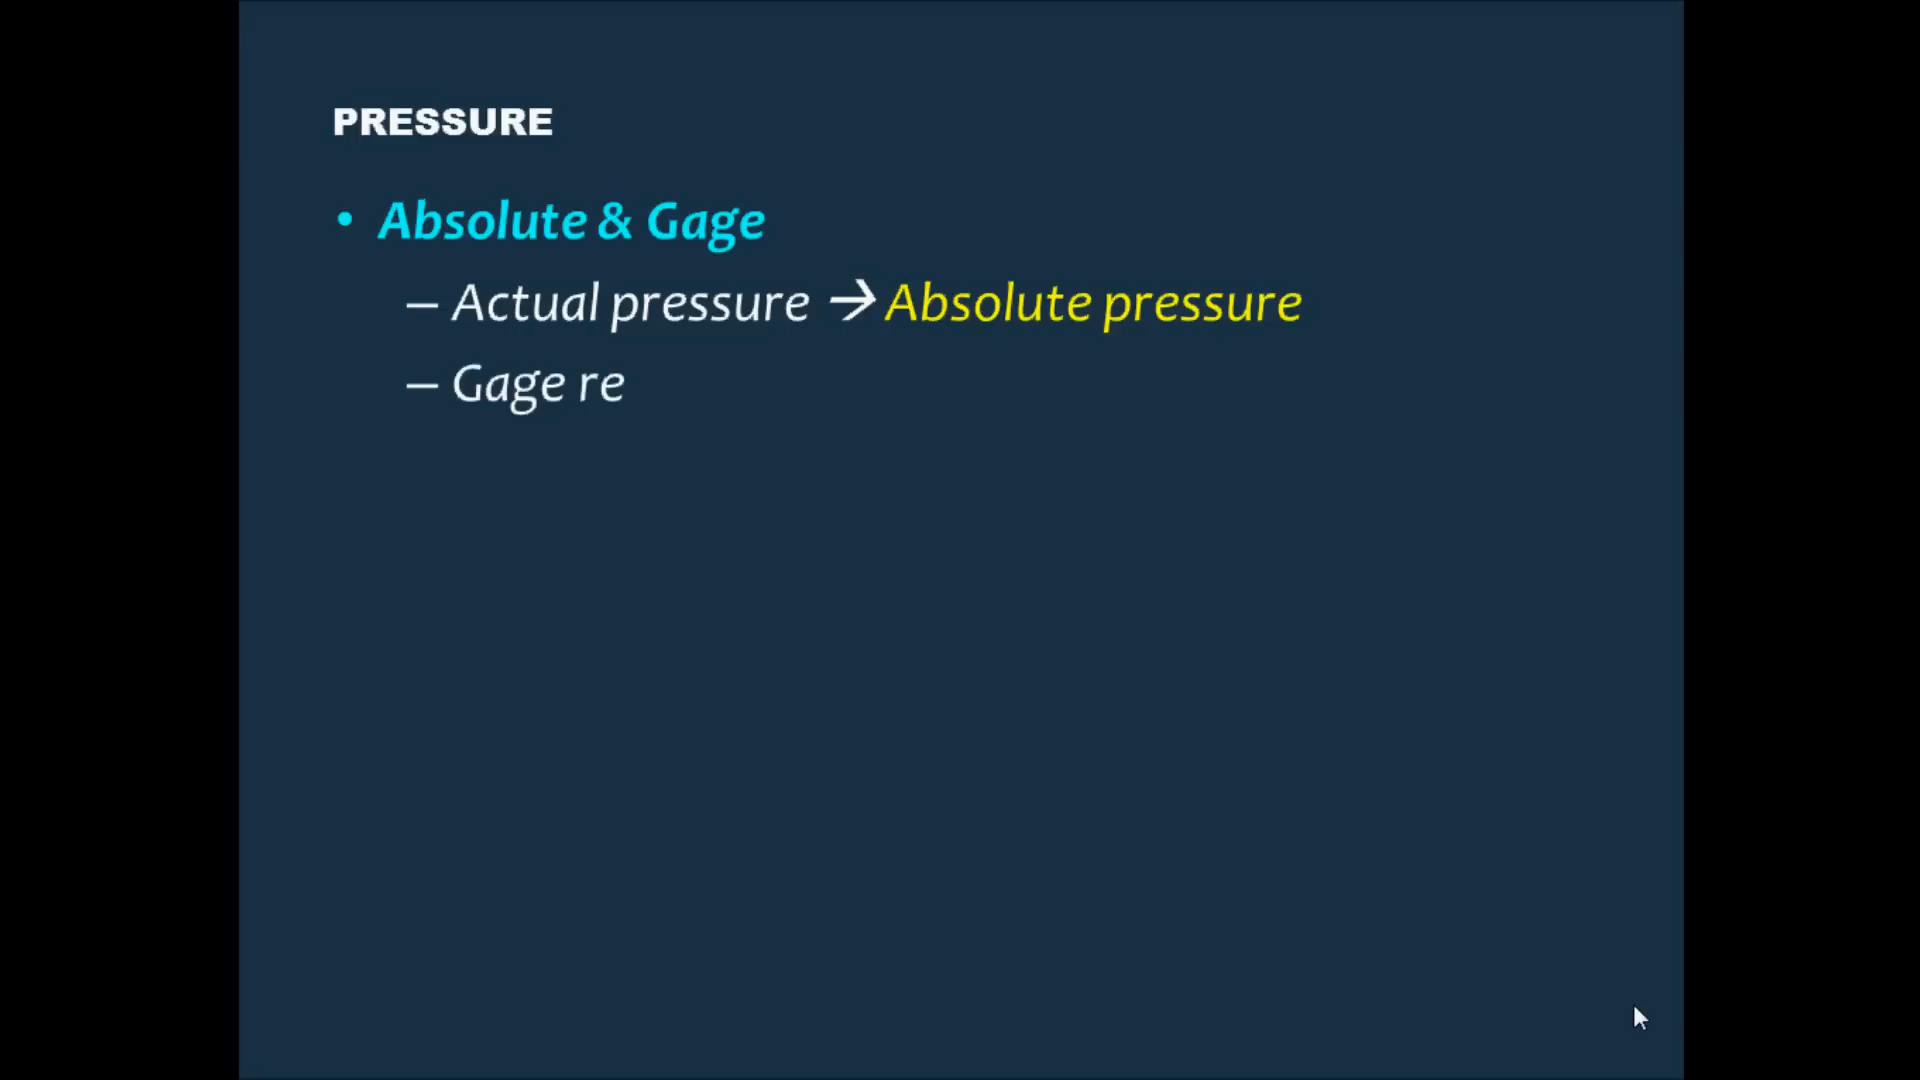 PRESSURE
• Absolute & Gage
– Actual pressure → Absolute pressure
– Gage re